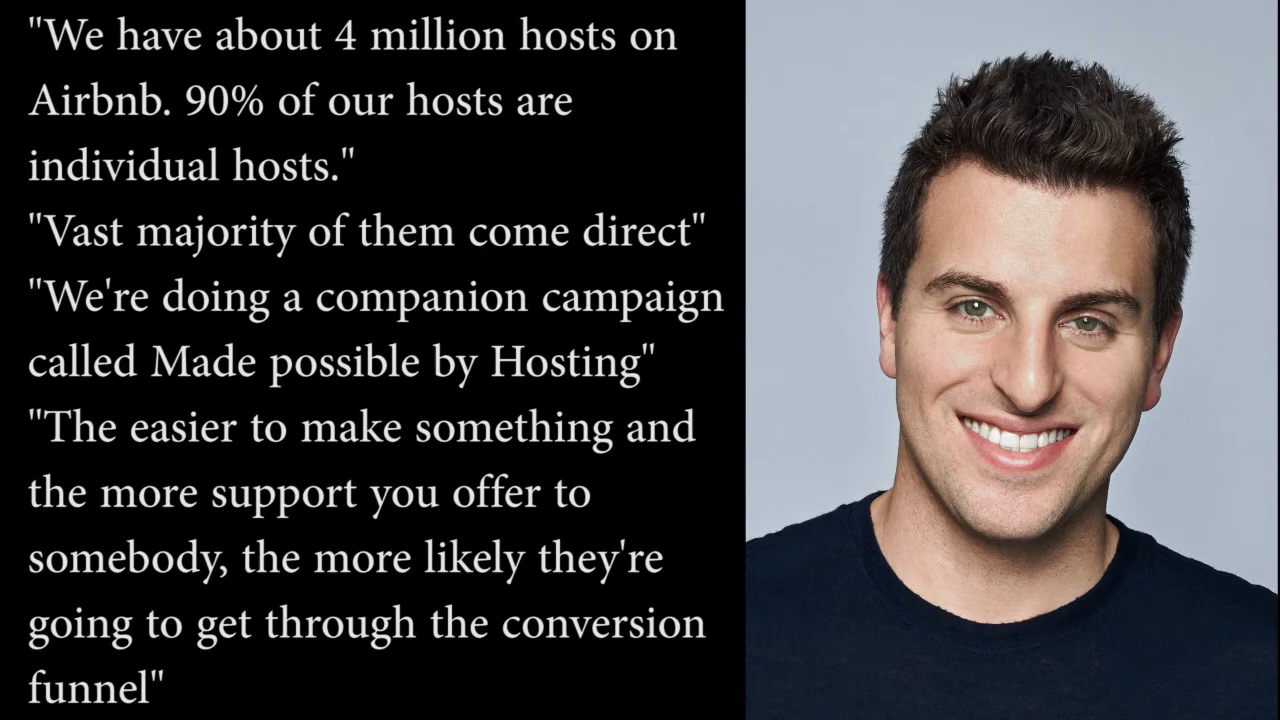 "We have about 4 million hosts on
Airbnb. 90% of our hosts are
individual hosts."
"Vast majority of them come direct"
"We're doing a companion campaign
called Made possible by Hosting"
"The easier to make something and
the more support you offer to
somebody, the more likely they're
going to get through the conversion
funnel"